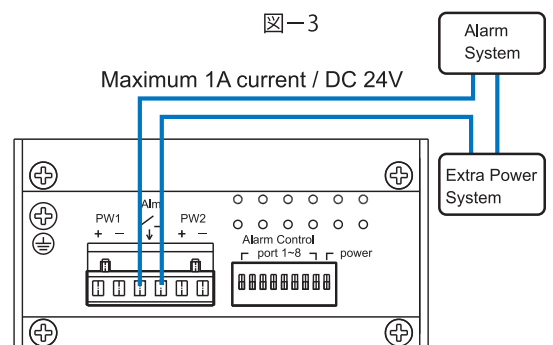 図－3
Alarm
System
Maximum 1A current / DC 24V
Extra Power
System
Alm
PW1
PW2
+ －
+ －
Alarm Control
port 1~8
power